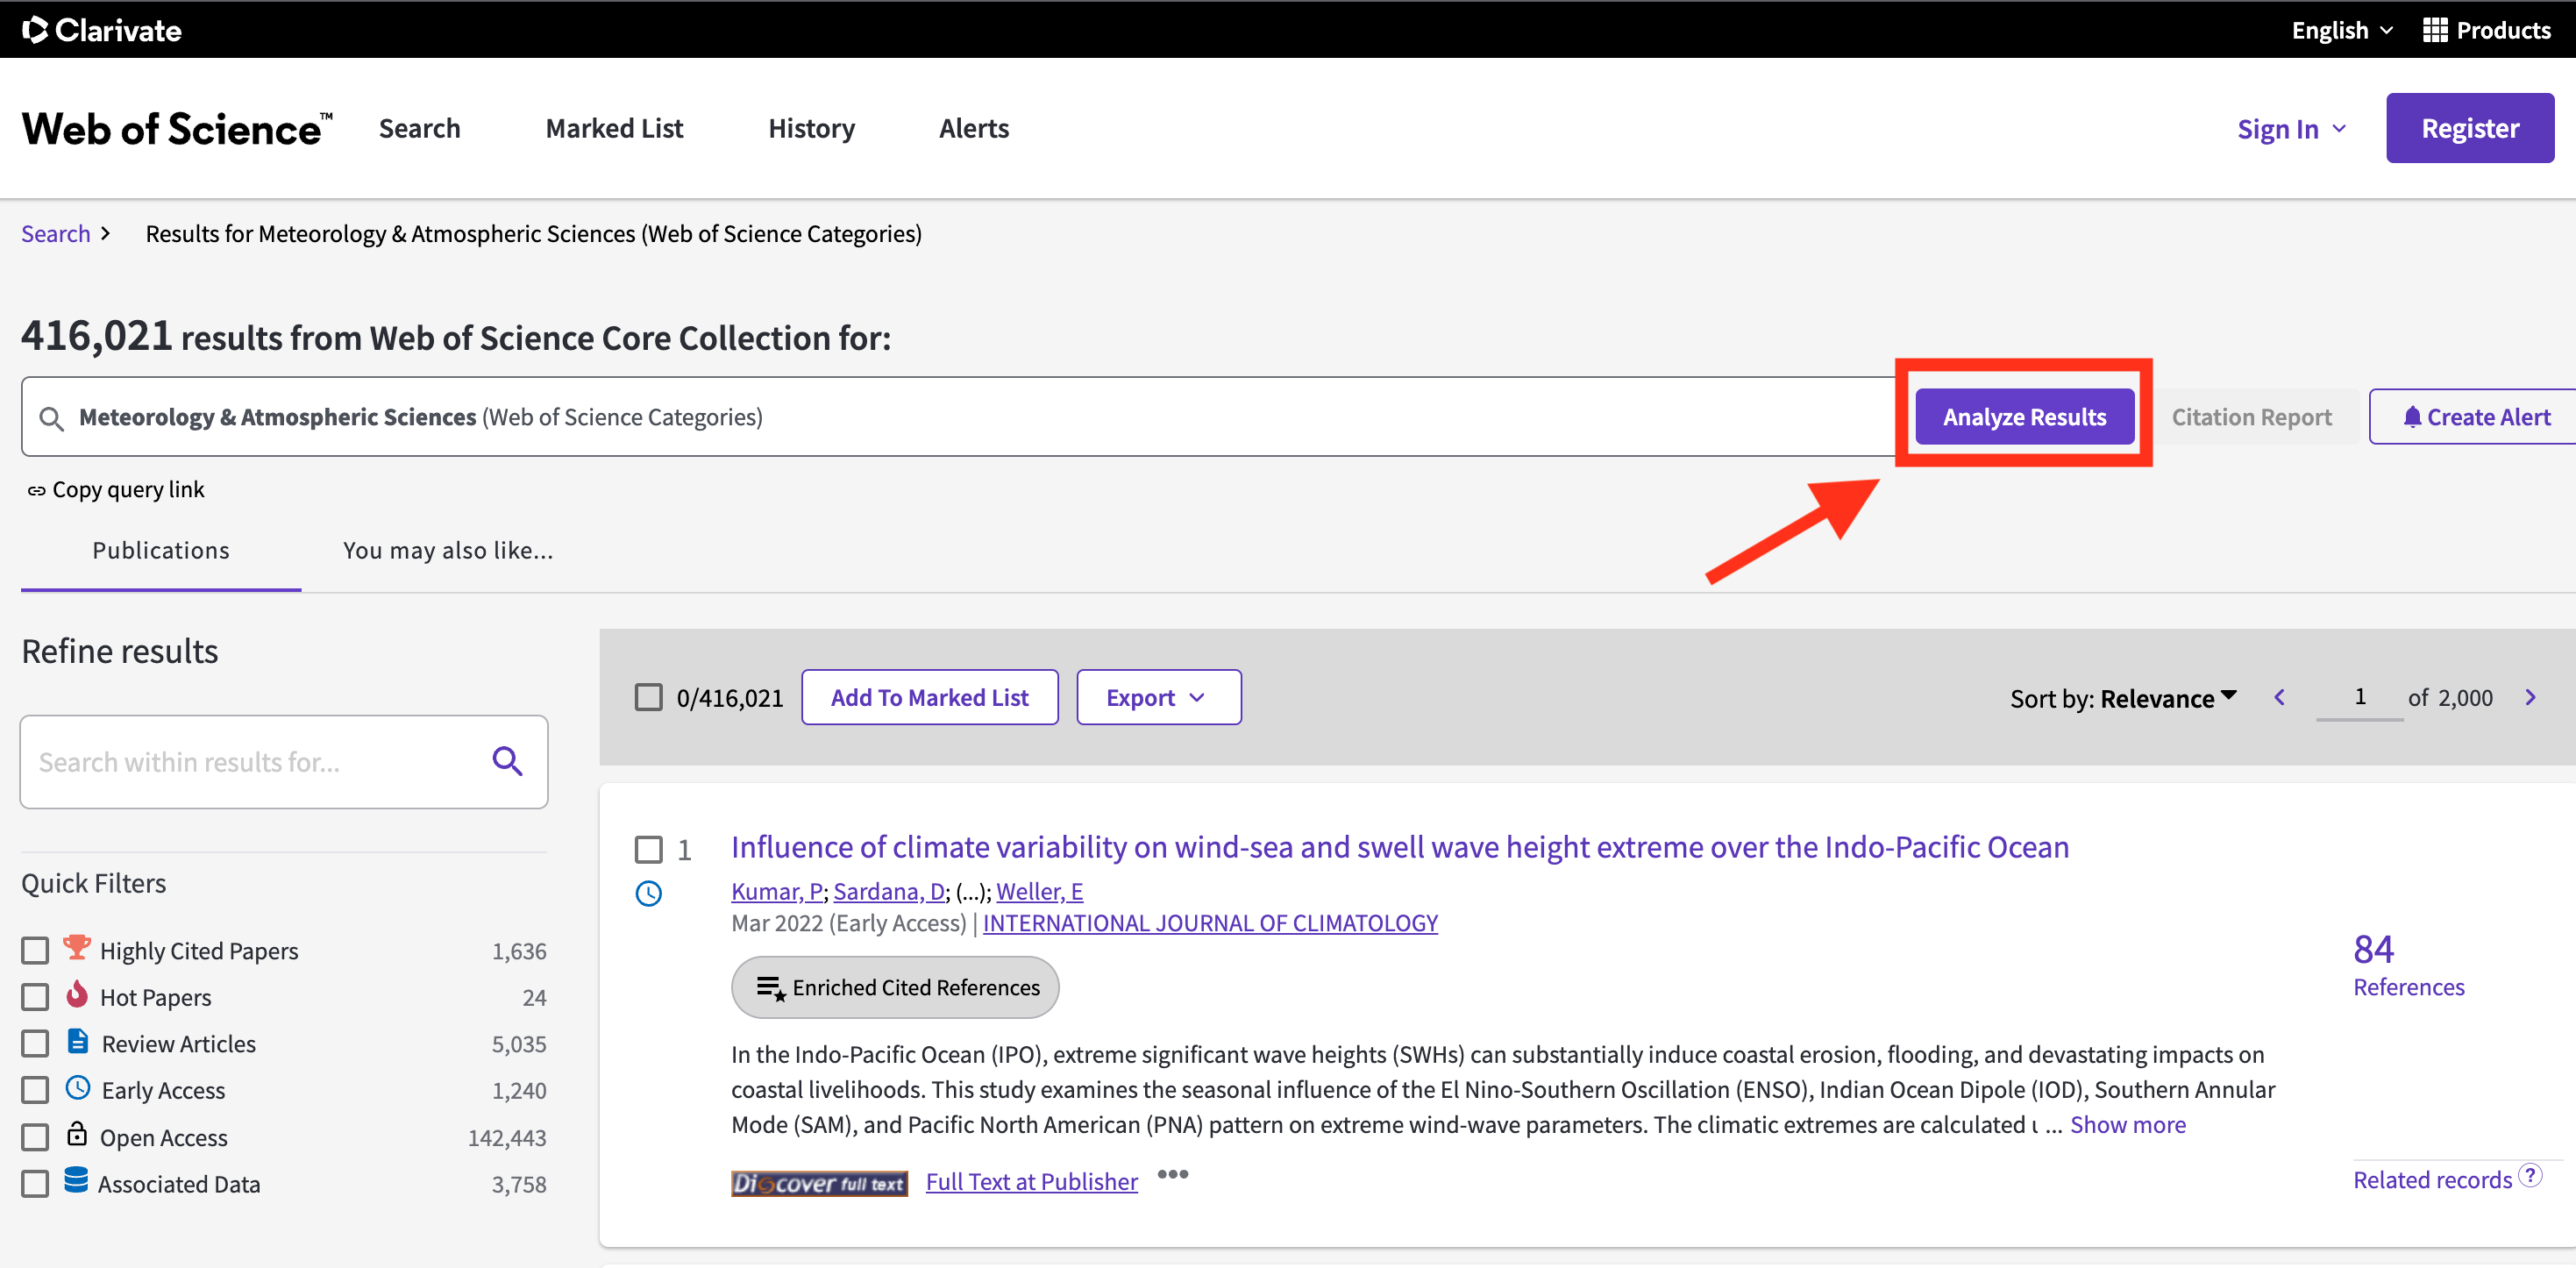 Clarivate
English
Products
Web of Science™
Search
Marked List
History
Alerts
Sign In
Register
Search
Results for Meteorology & Atmospheric Sciences (Web of Science Categories)
416,021 results from Web of Science Core Collection for:
Meteorology & Atmospheric Sciences (Web of Science Categories)
Analyze Results
Citation Report
Create Alert
Copy query link
Publications
You may also like...
Refine results
Search within results for...
Quick Filters
Highly Cited Papers 1,636
Hot Papers 24
Review Articles 5,035
Early Access 1,240
Open Access 142,443
Associated Data 3,758
0/416,021
Add To Marked List
Export
Sort by: Relevance
1 of 2,000
1
Influence of climate variability on wind-sea and swell wave height extreme over the Indo-Pacific Ocean
Kumar, P; Sardana, D; (...); Weller, E
Mar 2022 (Early Access) | INTERNATIONAL JOURNAL OF CLIMATOLOGY
Enriched Cited References
In the Indo-Pacific Ocean (IPO), extreme significant wave heights (SWHs) can substantially induce coastal erosion, flooding, and devastating impacts on
coastal livelihoods. This study examines the seasonal influence of the El Nino-Southern Oscillation (ENSO), Indian Ocean Dipole (IOD), Southern Annular
Mode (SAM), and Pacific North American (PNA) pattern on extreme wind-wave parameters. The climatic extremes are calculated ... Show more
Discover full text
Full Text at Publisher
•••
84
References
Related records ?